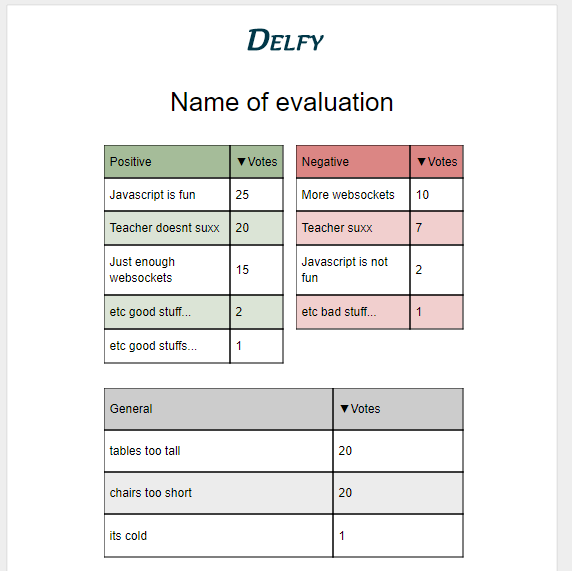 DELFY
Name of evaluation
Positive ▼Votes
Javascript is fun 25
Teacher doesnt suxx 20
Just enough
websockets 15
etc good stuff... 2
etc good stuffs... 1
Negative ▼Votes
More websockets 10
Teacher suxx 7
Javascript is not
fun 2
etc bad stuff... 1
General ▼Votes
tables too tall 20
chairs too short 20
its cold 1